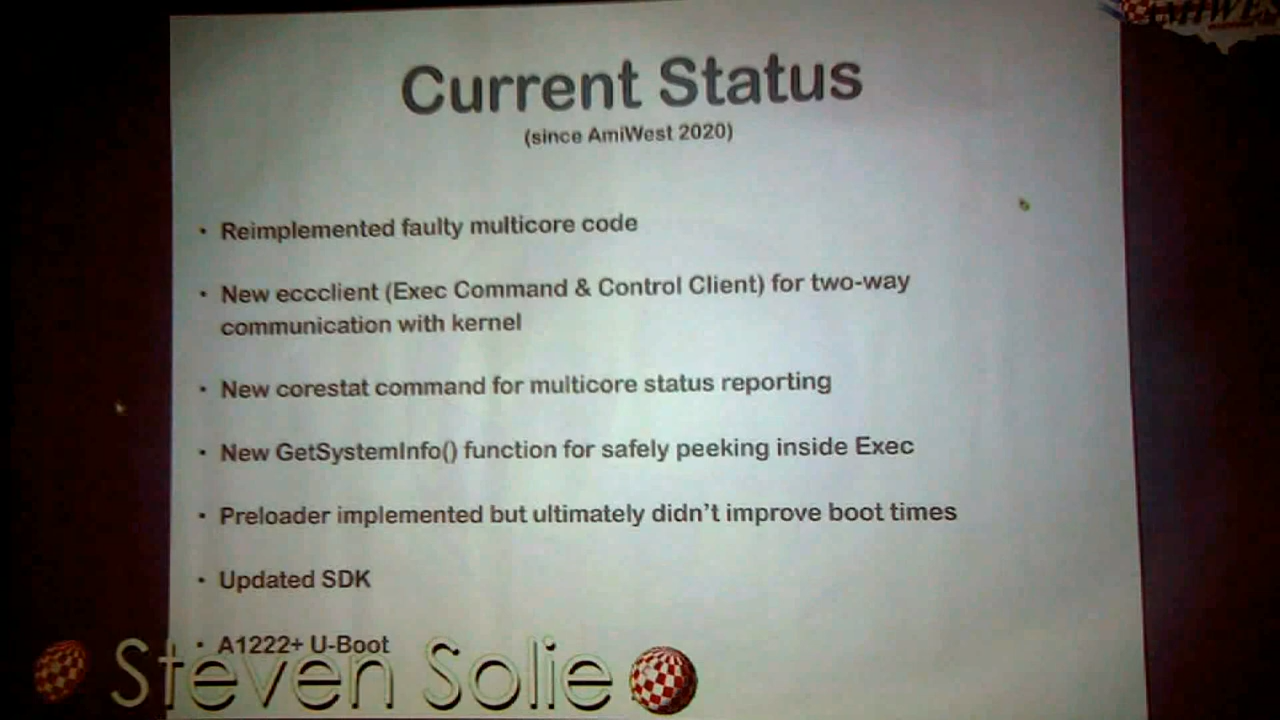 AMIWES
Current Status
(since AmiWest 2020)
• Reimplemented faulty multicore code
• New eccclient (Exec Command & Control Client) for two-way
communication with kernel
• New corestat command for multicore status reporting
• New GetSystemInfo() function for safely peeking inside Exec
• Preloader implemented but ultimately didn't improve boot times
• Updated SDK
• A1222+ U-Boot
Steven Solie